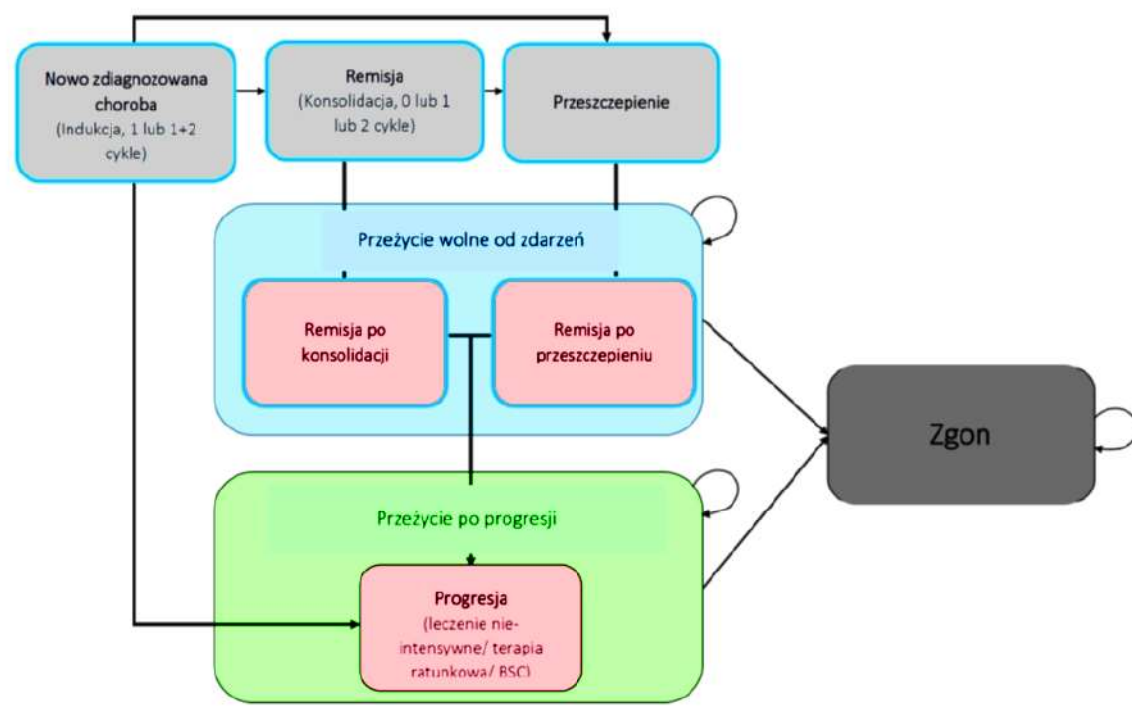 Nowo zdiagnozowana
choroba
(Indukcja, 1 lub 1+2
cykle)
Remisja
(Konsolidacja, 0 lub 1
lub 2 cykle)
Przeszczepienie
Przeżycie wolne od zdarzeń
Remisja po
konsolidacji
Remisja po
przeszczepieniu
Zgon
Przeżycie po progresji
Progresja
(leczenie nie-
intensywne/ terapia
ratunkowa/ BSC)